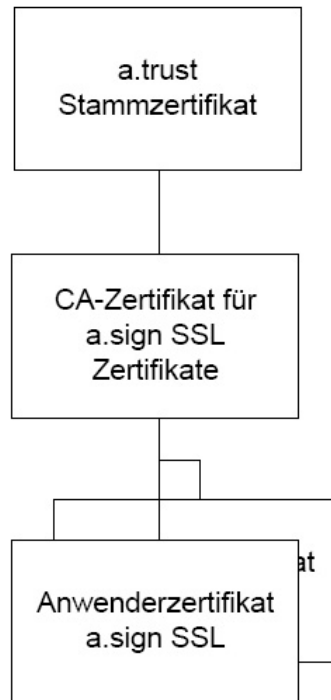 a.trust
Stammzertifikat
CA-Zertifikat für
a.sign SSL
Zertifikate
Anwenderzertifikat
a.sign SSL